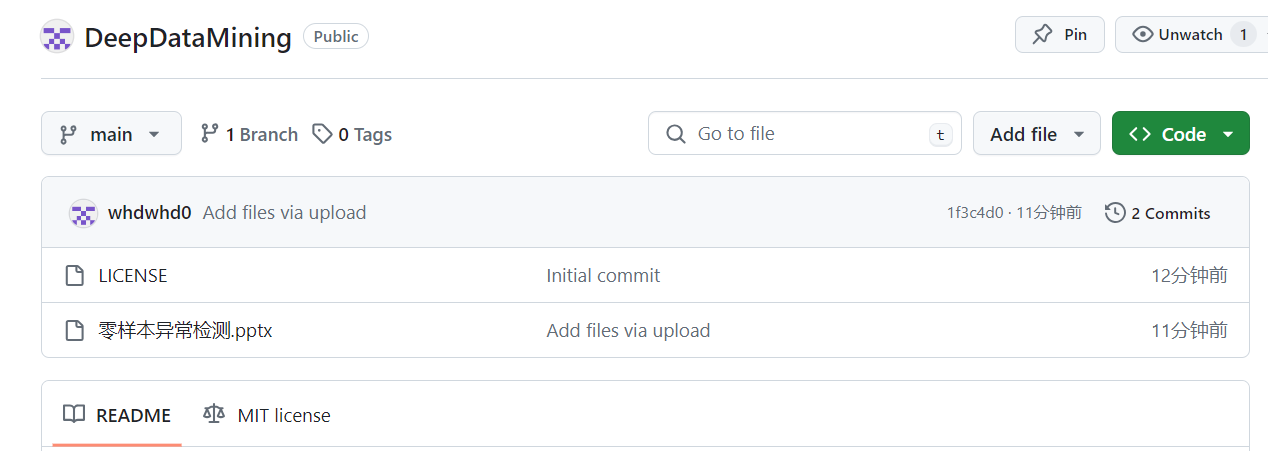 DeepDataMining Public Pin Unwatch 1
main 1 Branch 0 Tags Go to file t Add file Code
whdwhd0 Add files via upload 1f3c4d0 · 11分钟前 2 Commits
LICENSE Initial commit 12分钟前
零样本异常检测.pptx Add files via upload 11分钟前
README MIT license